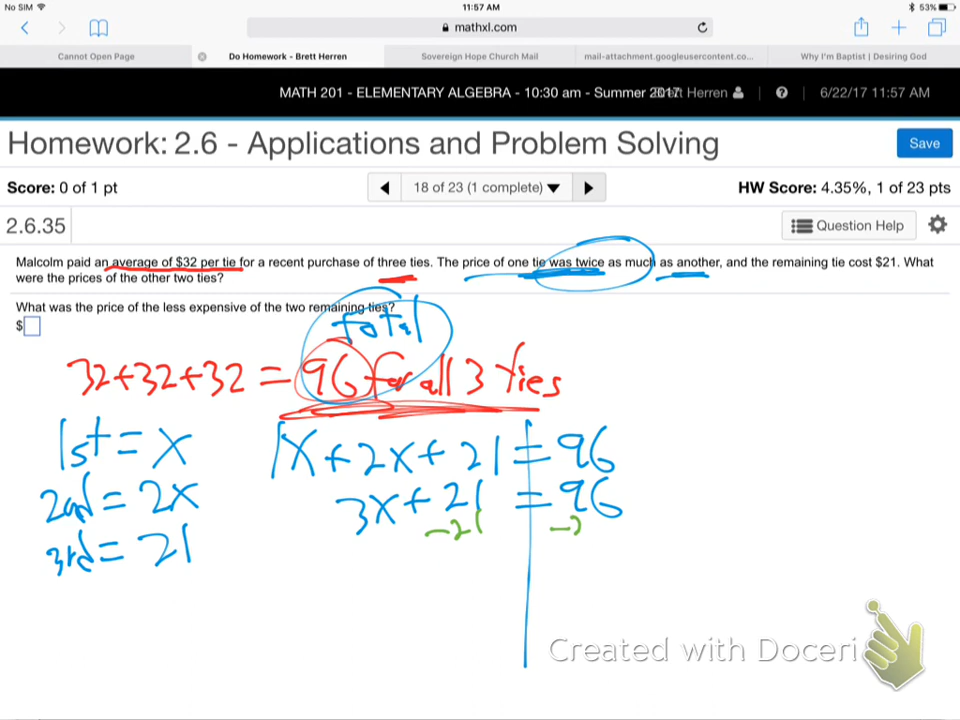 No SIM 11:57 AM 53%
mathxl.com
Cannot Open Page Do Homework - Brett Herren Sovereign Hope Church Mail mail-attachment.googleusercontent.co... Why I'm Baptist | Desiring God
MATH 201 - ELEMENTARY ALGEBRA - 10:30 am - Summer 2017 Herren 6/22/17 11:57 AM
Homework: 2.6 - Applications and Problem Solving Save
Score: 0 of 1 pt 18 of 23 (1 complete) HW Score: 4.35%, 1 of 23 pts
2.6.35 Question Help
Malcolm paid an average of $32 per tie for a recent purchase of three ties. The price of one tie was twice as much as another, and the remaining tie cost $21. What
were the prices of the other two ties?
What was the price of the less expensive of the two remaining ties?
$
total
32+32+32 = 96 for all 3 ties
1st = x 1x + 2x + 21 = 96
2nd = 2x 3x + 21 = 96
3rd = 21 -21 -2
Created with Doceri